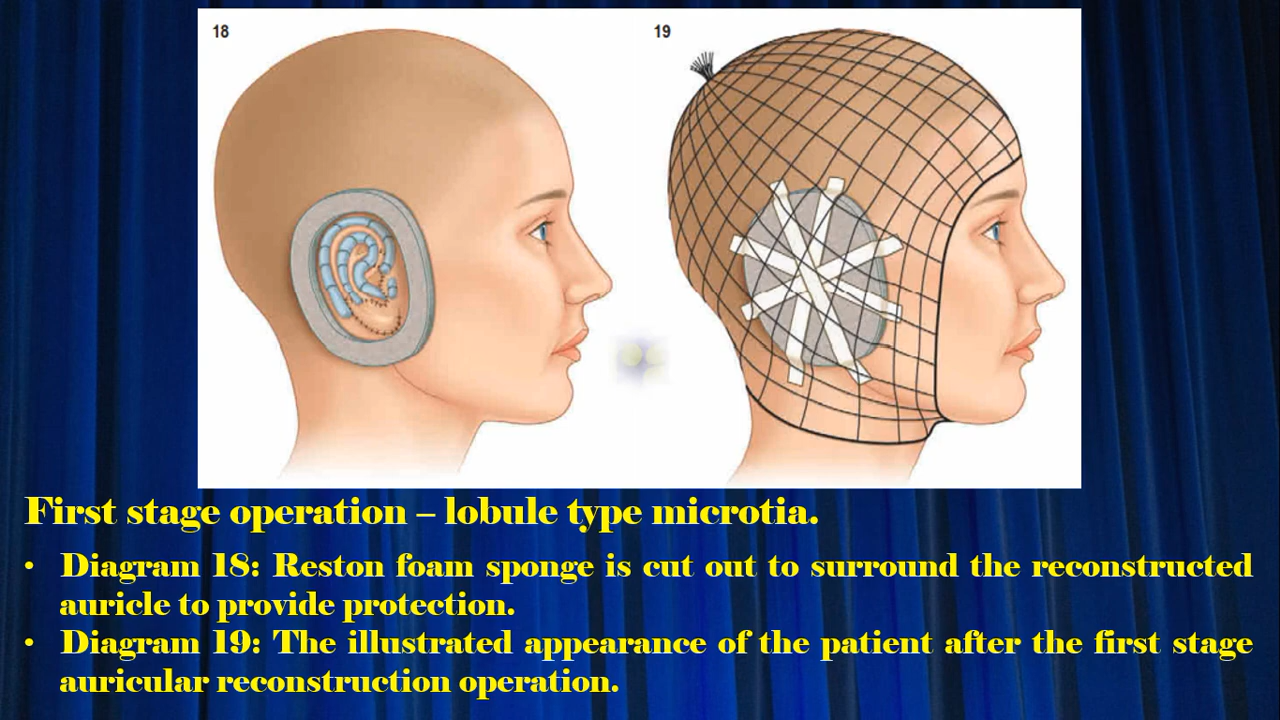 18
19
First stage operation – lobule type microtia.
• Diagram 18: Reston foam sponge is cut out to surround the reconstructed
auricle to provide protection.
• Diagram 19: The illustrated appearance of the patient after the first stage
auricular reconstruction operation.